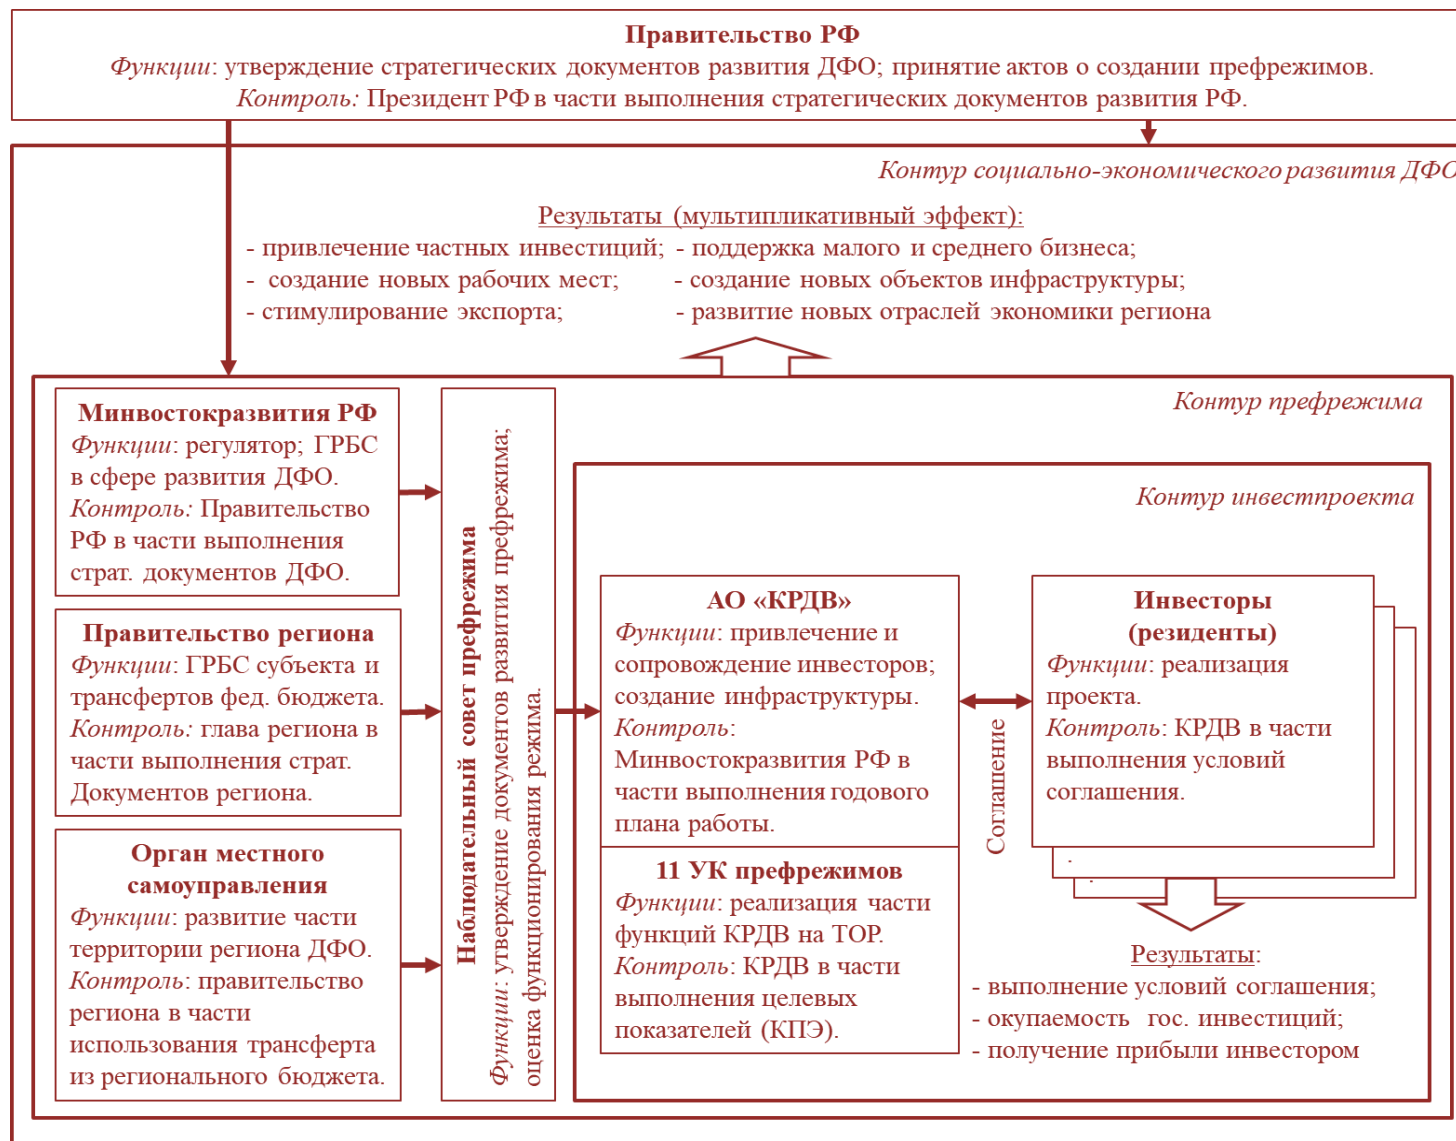 Правительство РФ
Функции: утверждение стратегических документов развития ДФО; принятие актов о создании префрежимов.
Контроль: Президент РФ в части выполнения стратегических документов развития РФ.
Контур социально-экономического развития ДФО
Результаты (мультипликативный эффект):
- привлечение частных инвестиций; - поддержка малого и среднего бизнеса;
- создание новых рабочих мест; - создание новых объектов инфраструктуры;
- стимулирование экспорта; - развитие новых отраслей экономики региона
Контур префрежима
Минвостокразвития РФ
Функции: регулятор; ГРБС
в сфере развития ДФО.
Контроль: Правительство
РФ в части выполнения
страт. документов ДФО.
Правительство региона
Функции: ГРБС субъекта и
трансфертов фед. бюджета.
Контроль: глава региона в
части выполнения страт.
Документов региона.
Орган местного
самоуправления
Функции: развитие части
территории региона ДФО.
Контроль: правительство
региона в части
использования трансферта
из регионального бюджета.
Наблюдательный совет префрежима
Функции: утверждение документов развития префрежима;
оценка функционирования режима.
Контур инвестпроекта
АО «КРДВ»
Функции: привлечение и
сопровождение инвесторов;
создание инфраструктуры.
Контроль:
Минвостокразвития РФ в
части выполнения годового
плана работы.
11 УК префрежимов
Функции: реализация части
функций КРДВ на ТОР.
Контроль: КРДВ в части
выполнения целевых
показателей (КПЭ).
Соглашение
Инвесторы
(резиденты)
Функции: реализация
проекта.
Контроль: КРДВ в части
выполнения условий
соглашения.
Результаты:
- выполнение условий соглашения;
- окупаемость гос. инвестиций;
- получение прибыли инвестором